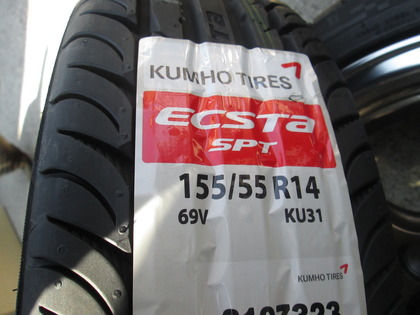 KUMHO TIRES
ECSTA
SPT
155/55 R14
69V KU31
KUMHO TIRES